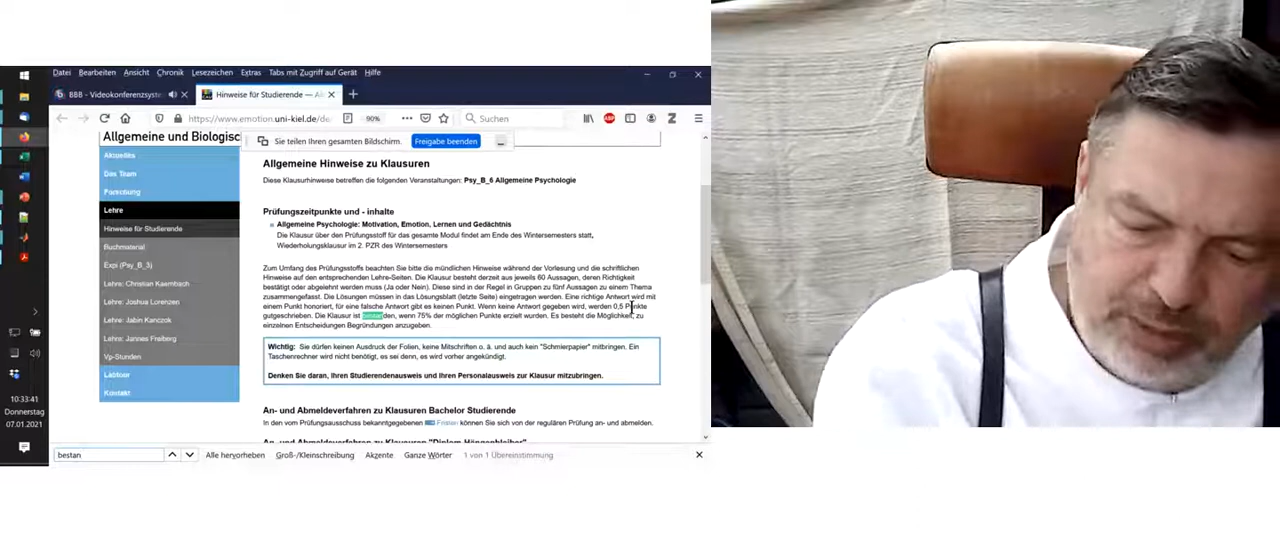 Datei Bearbeiten Ansicht Chronik Lesezeichen Extras Tabs mit Zugriff auf Gerät Hilfe
BBB - Videokonferenzsyste
Hinweise für Studierende — Al
https://www.emotion.uni-kiel.de/de/
90%
Suchen
Allgemeine und Biologisc
Sie teilen Ihren gesamten Bildschirm.
Freigabe beenden
Aktuelles
Das Team
Forschung
Lehre
Hinweise für Studierende
Buchmaterial
Expi (Psy_B_3)
Lehre: Christian Kaernbach
Lehre: Joshua Lorenzen
Lehre: Jabin Kanczok
Lehre: Jannes Freiberg
Vp-Stunden
Labtour
Kontakt
Allgemeine Hinweise zu Klausuren
Diese Klausurhinweise betreffen die folgenden Veranstaltungen: Psy_B_6 Allgemeine Psychologie
Prüfungszeitpunkte und - inhalte
Allgemeine Psychologie: Motivation, Emotion, Lernen und Gedächtnis
Die Klausur über den Prüfungsstoff für das gesamte Modul findet am Ende des Wintersemesters statt,
Wiederholungsklausur im 2. PZR des Wintersemesters
Zum Umfang des Prüfungsstoffs beachten Sie bitte die mündlichen Hinweise während der Vorlesung und die schriftlichen
Hinweise auf den entsprechenden Lehre-Seiten. Die Klausur besteht derzeit aus jeweils 60 Aussagen, deren Richtigkeit
bestätigt oder abgelehnt werden muss (Ja oder Nein). Diese sind in der Regel in Gruppen zu fünf Aussagen zu einem Thema
zusammengefasst. Die Lösungen müssen in das Lösungsblatt (letzte Seite) eingetragen werden. Eine richtige Antwort wird mit
einem Punkt honoriert, für eine falsche Antwort gibt es keinen Punkt. Wenn keine Antwort gegeben wird, werden 0,5 Punkte
gutgeschrieben. Die Klausur ist bestanden, wenn 75% der möglichen Punkte erzielt wurden. Es besteht die Möglichkeit, zu
einzelnen Entscheidungen Begründungen anzugeben.
Wichtig: Sie dürfen keinen Ausdruck der Folien, keine Mitschriften o. ä. und auch kein "Schmierpapier" mitbringen. Ein
Taschenrechner wird nicht benötigt, es sei denn, es wird vorher angekündigt.
Denken Sie daran, Ihren Studierendenausweis und Ihren Personalausweis zur Klausur mitzubringen.
An- und Abmeldeverfahren zu Klausuren Bachelor Studierende
In den vom Prüfungsausschuss bekanntgegebenen Fristen können Sie sich von der regulären Prüfung an- und abmelden.
An- und Abmeldeverfahren zu Klausuren "Diplom-Hängenbleiber"
10:33:41
Donnerstag
07.01.2021
bestan
Alle hervorheben Groß-/Kleinschreibung Akzente Ganze Wörter 1 von 1 Übereinstimmung